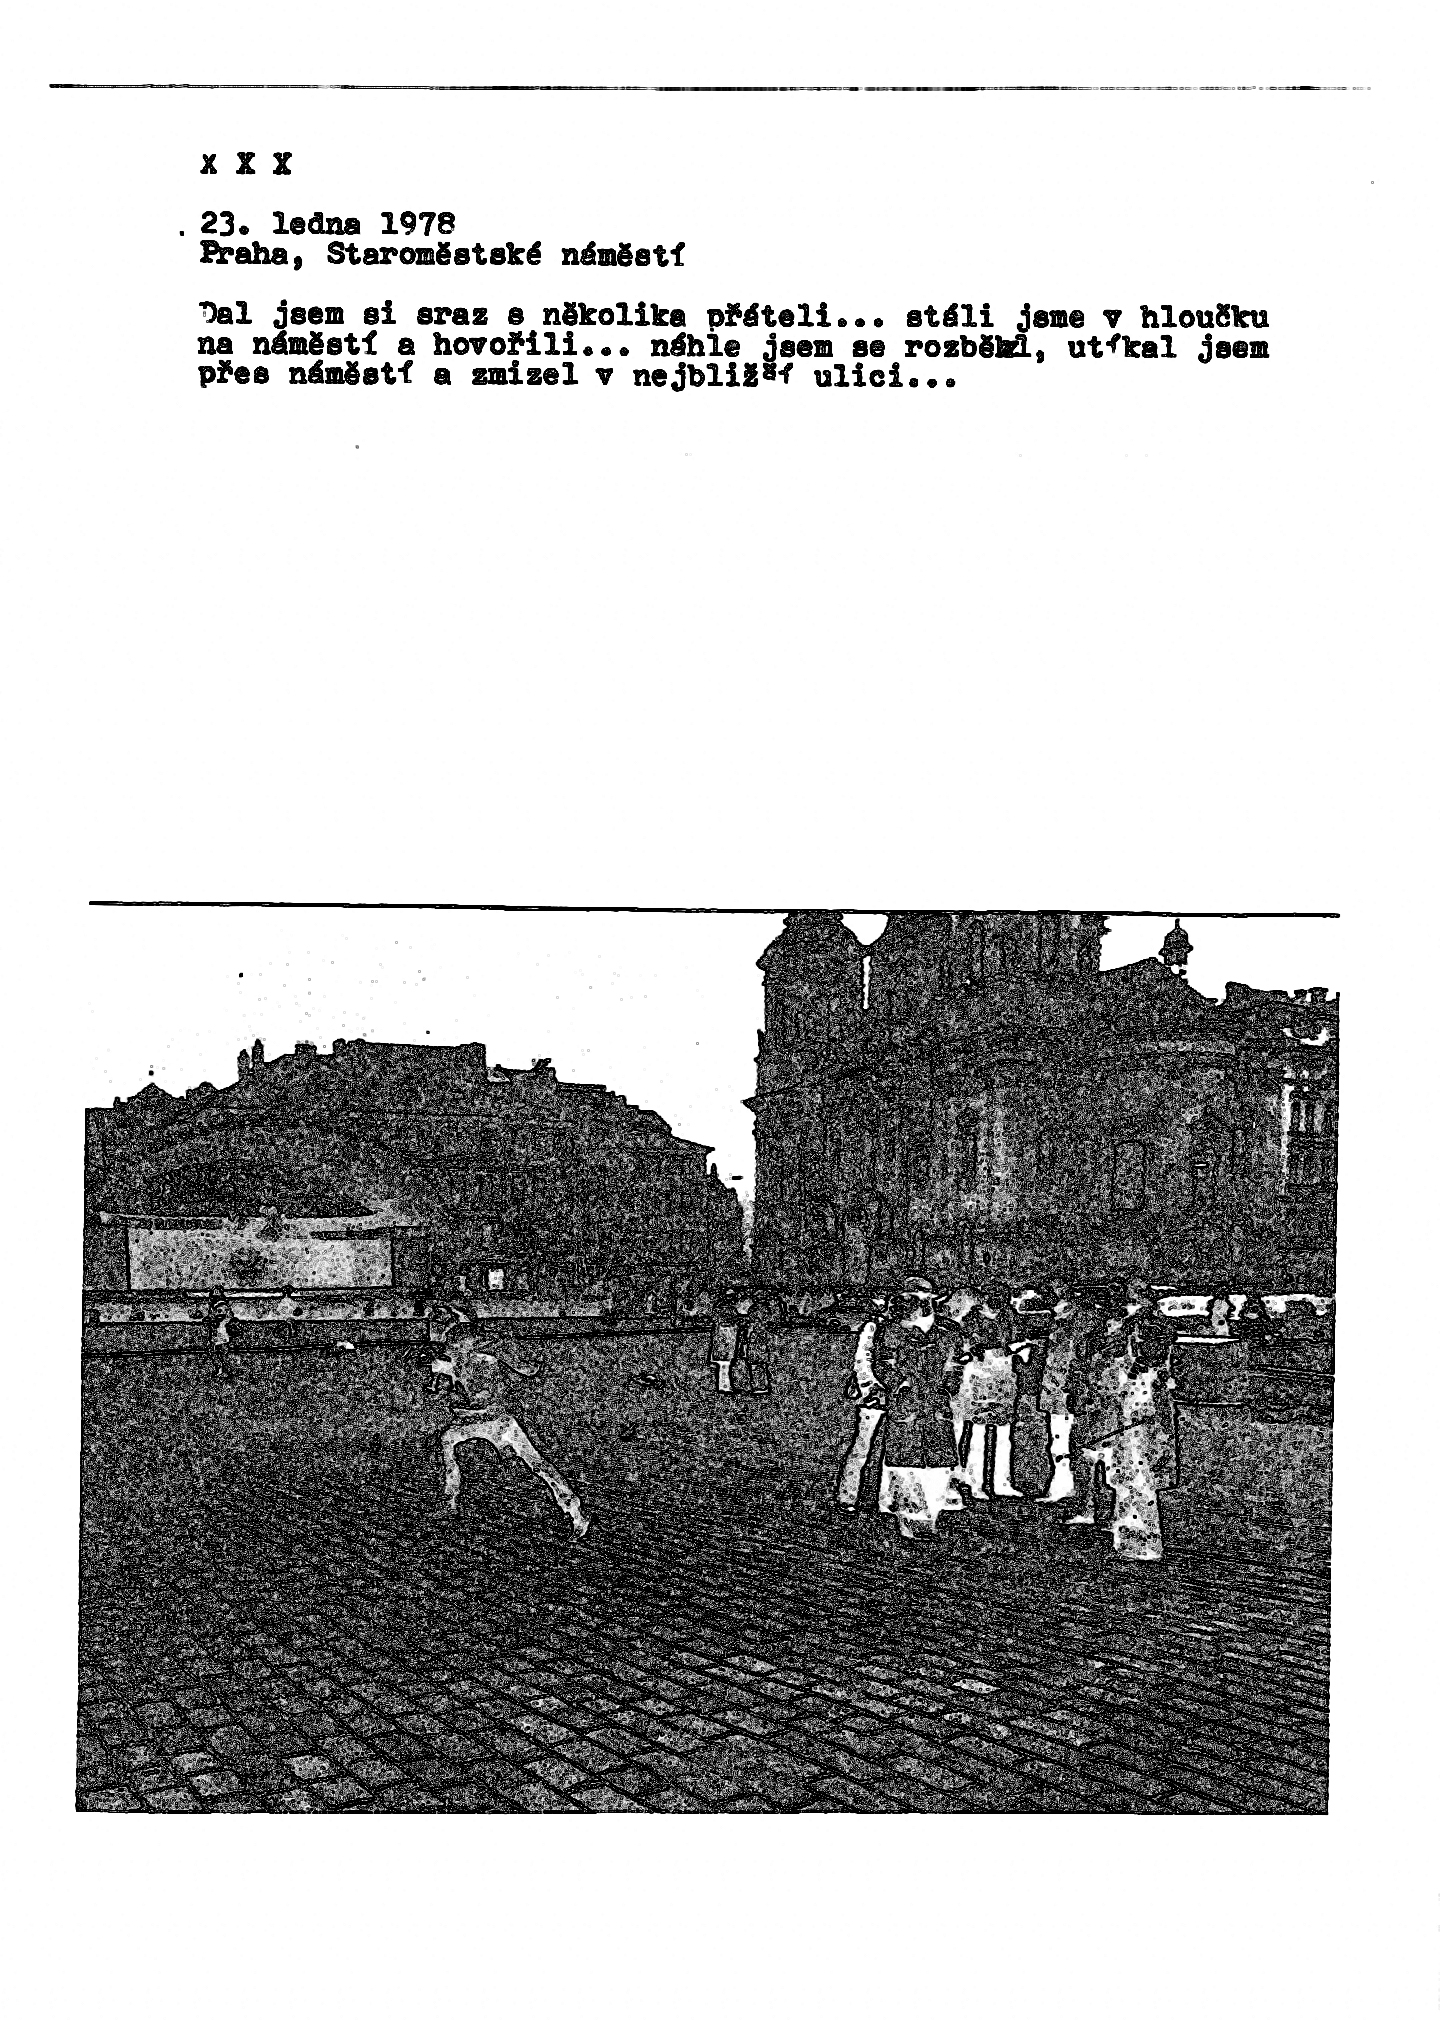 x X X
23. ledna 1978
Praha, Staroměstské náměstí
Dal jsem si sraz s několika přáteli... stáli jsme v hloučku
na náměstí a hovořili... náhle jsem se rozběhl, utíkal jsem
přes náměstí a zmizel v nejbližší ulici...